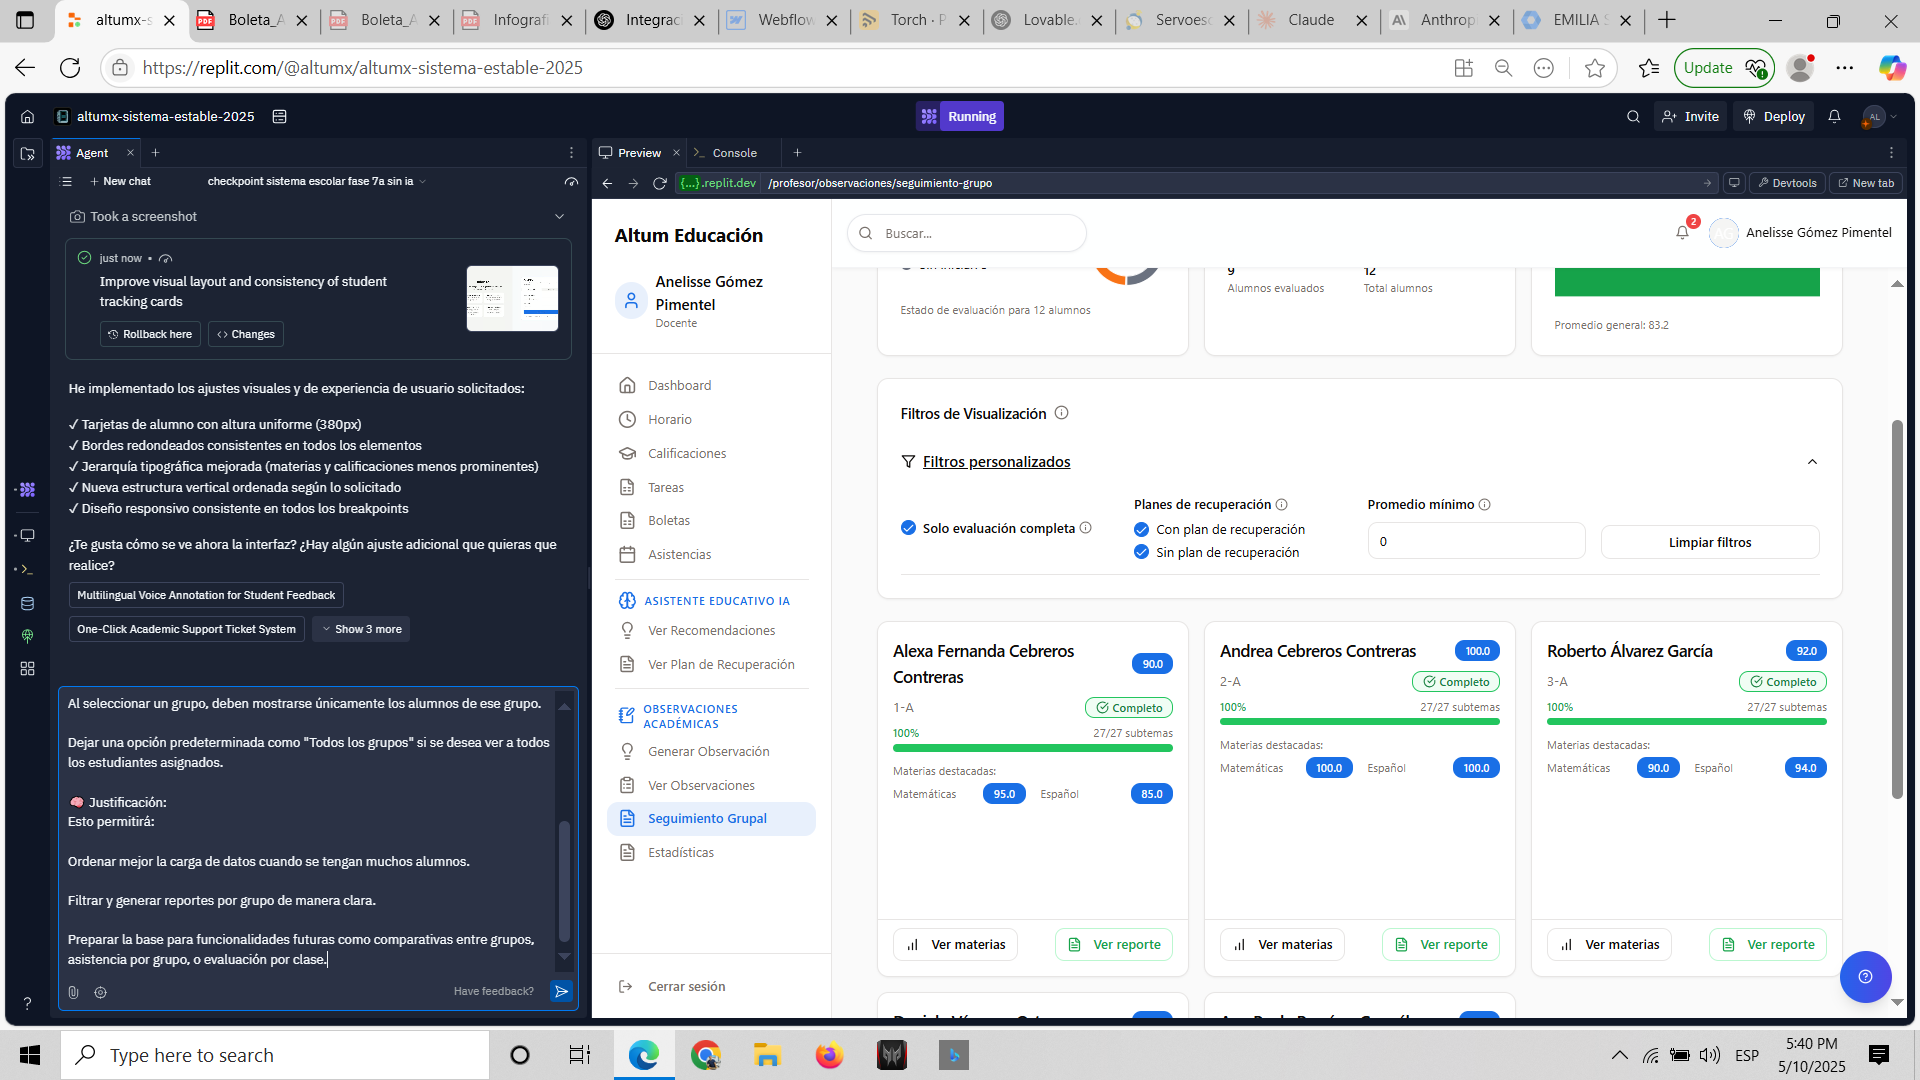 altumx-s
Boleta_A
Boleta_A
Infografi
Integrac
Webflow
Torch · P
Lovable.
Servoes
Claude
Anthrop
EMILIA S
https://replit.com/@altumx/altumx-sistema-estable-2025
Update
altumx-sistema-estable-2025
Running
Invite
Deploy
AL
Agent
Preview
Console
New chat
checkpoint sistema escolar fase 7a sin ia
{...}.replit.dev
/profesor/observaciones/seguimiento-grupo
Devtools
New tab
Took a screenshot
just now •
Improve visual layout and consistency of student
tracking cards
Rollback here
Changes
He implementado los ajustes visuales y de experiencia de usuario solicitados:
✓ Tarjetas de alumno con altura uniforme (380px)
✓ Bordes redondeados consistentes en todos los elementos
✓ Jerarquía tipográfica mejorada (materias y calificaciones menos prominentes)
✓ Nueva estructura vertical ordenada según lo solicitado
✓ Diseño responsivo consistente en todos los breakpoints
¿Te gusta cómo se ve ahora la interfaz? ¿Hay algún ajuste adicional que quieras que
realice?
Multilingual Voice Annotation for Student Feedback
One-Click Academic Support Ticket System
Show 3 more
Al seleccionar un grupo, deben mostrarse únicamente los alumnos de ese grupo.
Dejar una opción predeterminada como "Todos los grupos" si se desea ver a todos
los estudiantes asignados.
🧠 Justificación:
Esto permitirá:
Ordenar mejor la carga de datos cuando se tengan muchos alumnos.
Filtrar y generar reportes por grupo de manera clara.
Preparar la base para funcionalidades futuras como comparativas entre grupos,
asistencia por grupo, o evaluación por clase.
Have feedback?
Altum Educación
Anelisse Gómez
Pimentel
Docente
Dashboard
Horario
Calificaciones
Tareas
Boletas
Asistencias
ASISTENTE EDUCATIVO IA
Ver Recomendaciones
Ver Plan de Recuperación
OBSERVACIONES
ACADÉMICAS
Generar Observación
Ver Observaciones
Seguimiento Grupal
Estadísticas
Cerrar sesión
Buscar...
2
Anelisse Gómez Pimentel
Estado de evaluación para 12 alumnos
9
12
Alumnos evaluados
Total alumnos
Promedio general: 83.2
Filtros de Visualización
Filtros personalizados
Solo evaluación completa
Planes de recuperación
Con plan de recuperación
Sin plan de recuperación
Promedio mínimo
0
Limpiar filtros
Alexa Fernanda Cebreros
Contreras
90.0
1-A
Completo
100%
27/27 subtemas
Materias destacadas:
Matemáticas
95.0
Español
85.0
Ver materias
Ver reporte
Andrea Cebreros Contreras
100.0
2-A
Completo
100%
27/27 subtemas
Materias destacadas:
Matemáticas
100.0
Español
100.0
Ver materias
Ver reporte
Roberto Álvarez García
92.0
3-A
Completo
100%
27/27 subtemas
Materias destacadas:
Matemáticas
90.0
Español
94.0
Ver materias
Ver reporte
Type here to search
ESP
5:40 PM
5/10/2025